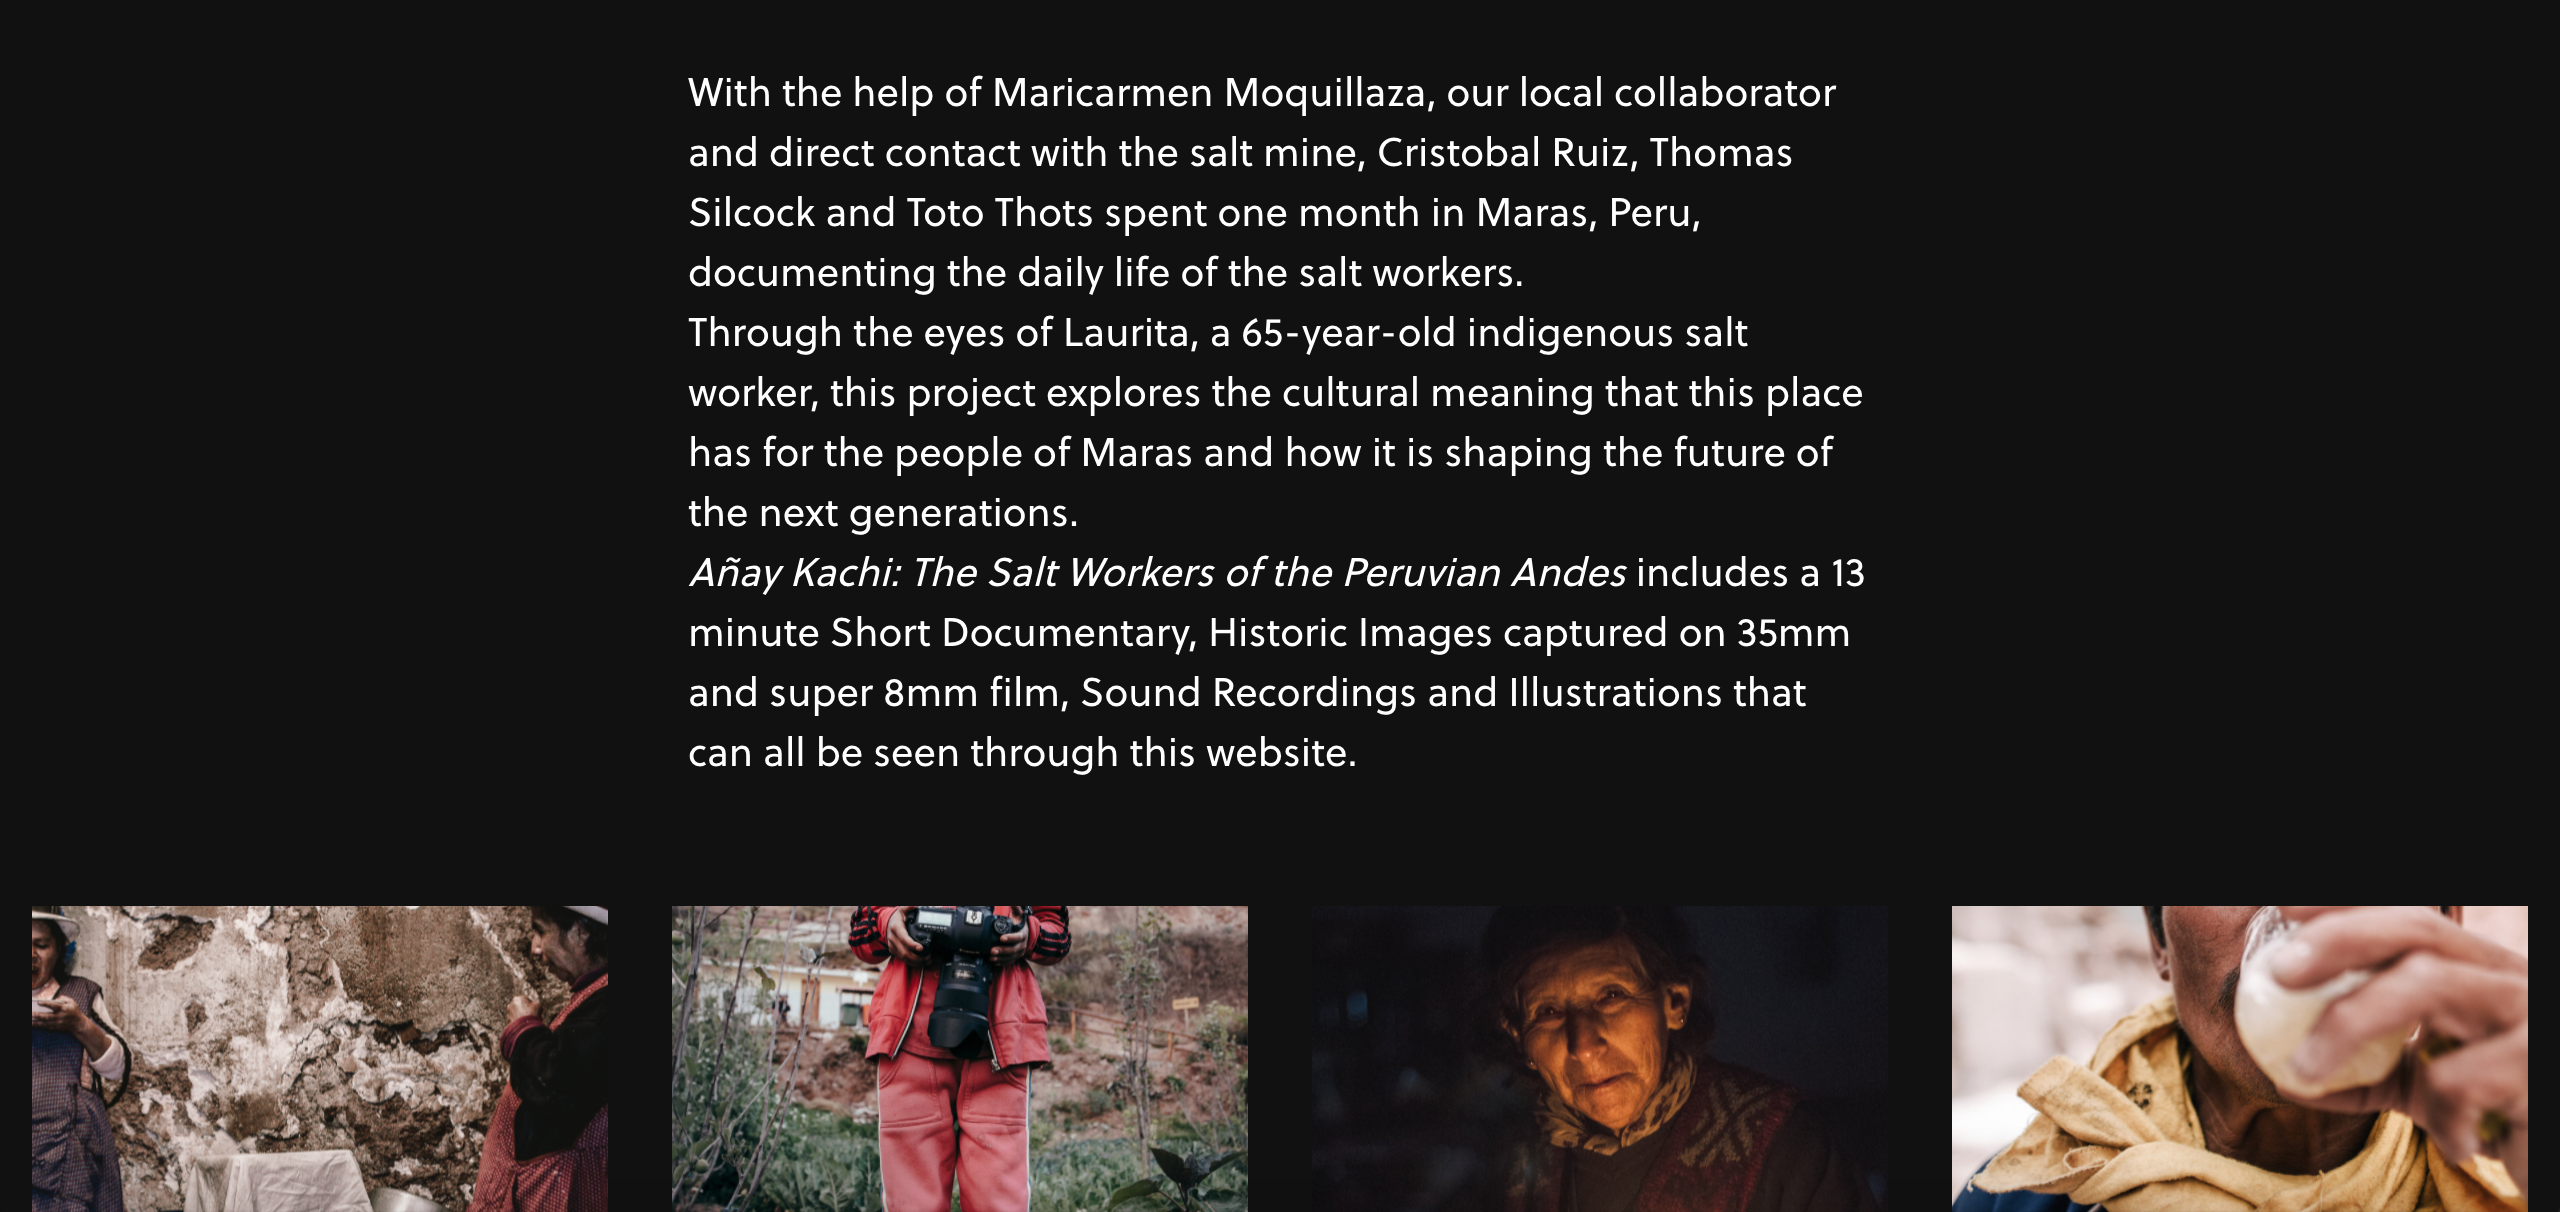 With the help of Maricarmen Moquillaza, our local collaborator
and direct contact with the salt mine, Cristobal Ruiz, Thomas
Silcock and Toto Thots spent one month in Maras, Peru,
documenting the daily life of the salt workers.
Through the eyes of Laurita, a 65-year-old indigenous salt
worker, this project explores the cultural meaning that this place
has for the people of Maras and how it is shaping the future of
the next generations.
Añay Kachi: The Salt Workers of the Peruvian Andes includes a 13
minute Short Documentary, Historic Images captured on 35mm
and super 8mm film, Sound Recordings and Illustrations that
can all be seen through this website.